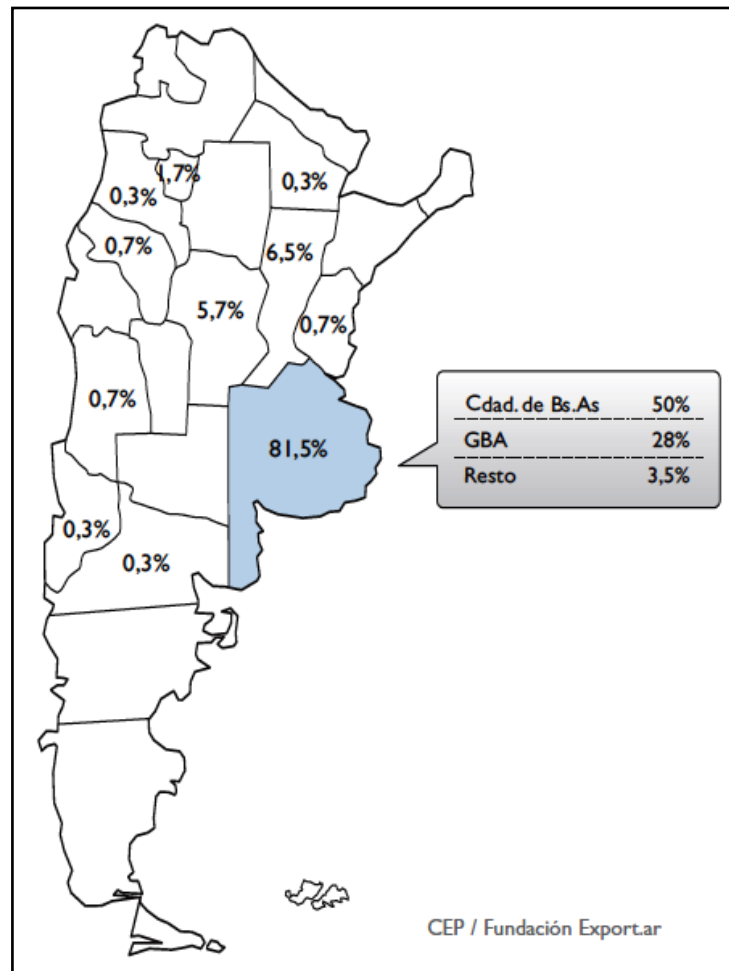 1,7%
0,3%
0,3%
0,7%
6,5%
5,7%
0,7%
0,7%
81,5%
Cdad. de Bs.As 50%
GBA 28%
Resto 3,5%
0,3%
0,3%
CEP / Fundación Export.ar